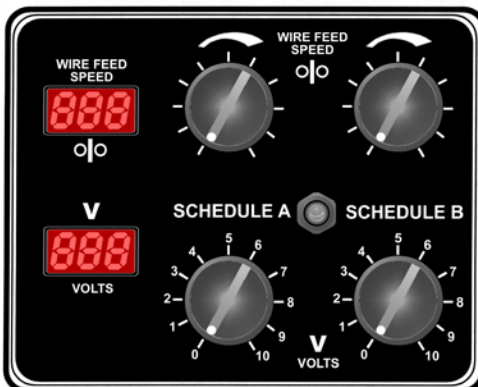 WIRE FEED
SPEED
888
WIRE FEED
SPEED
V
888
VOLTS
SCHEDULE A
SCHEDULE B
0 1 2 3 4 5 6 7 8 9 10
0 1 2 3 4 5 6 7 8 9 10
V
VOLTS